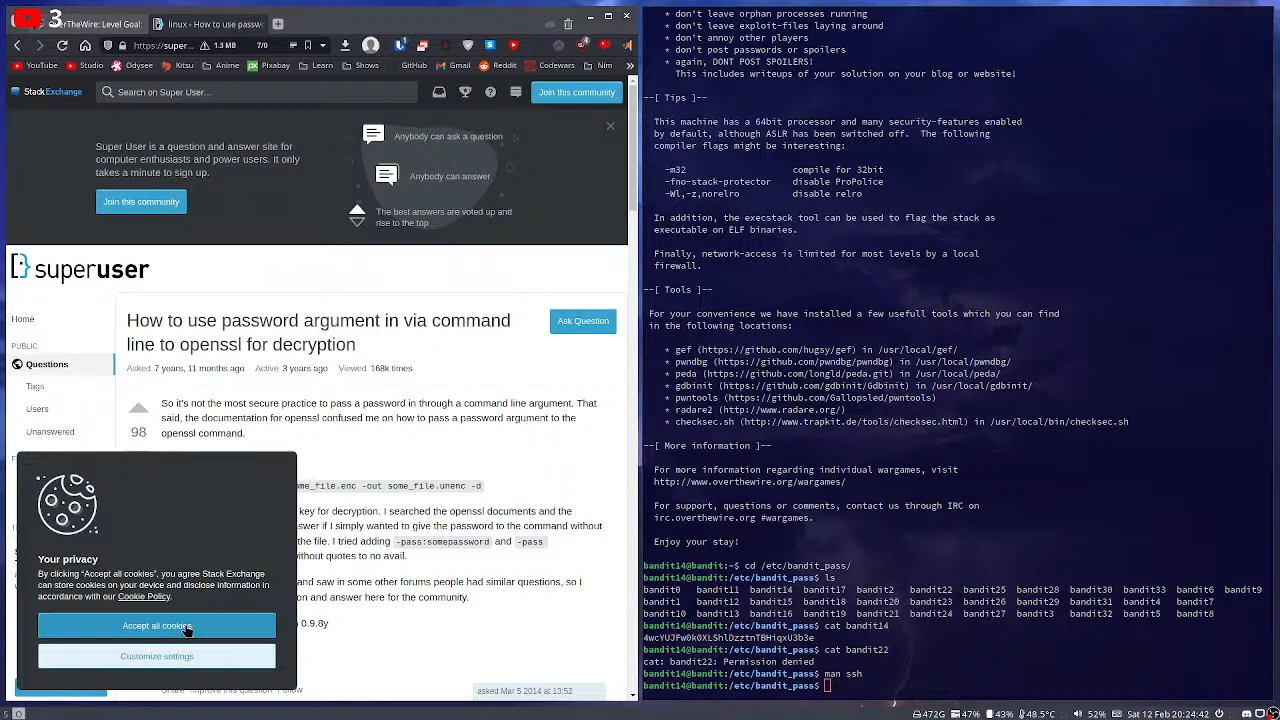 3
erTheWire: Level Goal:
linux - How to use passw
https://super...
1.3 MB
7/0
YouTube
Studio
Odysee
Kitsu
Anime
Pixabay
Learn
Shows
GitHub
Gmail
Reddit
Codewars
Nim
StackExchange
Search on Super User…
Join this community
Super User is a question and answer site for
computer enthusiasts and power users. It only
takes a minute to sign up.
Join this community
Anybody can ask a question
Anybody can answer
The best answers are voted up and
rise to the top
superuser
Home
PUBLIC
Questions
Tags
Users
Unanswered
How to use password argument in via command
line to openssl for decryption
Ask Question
Asked 7 years, 11 months ago
Active 3 years ago
Viewed 168k times
98
So it's not the most secure practice to pass a password in through a command line argument. That
said, the documentation for openssl confused me on how to pass a password argument to the
openssl command.
me_file.enc -out some_file.unenc -d
key for decryption. I searched the openssl documents and the
nswer if I simply wanted to give the password to the command without
the file. I tried adding -pass:somepassword and -pass
without quotes to no avail.
and saw in some other forums people had similar questions, so I
on and answer here for the community.
0.9.8y
Share Improve this question Follow
asked Mar 5 2014 at 13:52
Your privacy
By clicking “Accept all cookies”, you agree Stack Exchange
can store cookies on your device and disclose information in
accordance with our Cookie Policy.
Accept all cookies
Customize settings
* don't leave orphan processes running
* don't leave exploit-files laying around
* don't annoy other players
* don't post passwords or spoilers
* again, DONT POST SPOILERS!
This includes writeups of your solution on your blog or website!
--[ Tips ]--
This machine has a 64bit processor and many security-features enabled
by default, although ASLR has been switched off.  The following
compiler flags might be interesting:
-m32 compile for 32bit
-fno-stack-protector disable ProPolice
-Wl,-z,norelro disable relro
In addition, the execstack tool can be used to flag the stack as
executable on ELF binaries.
Finally, network-access is limited for most levels by a local
firewall.
--[ Tools ]--
For your convenience we have installed a few usefull tools which you can find
in the following locations:
* gef (https://github.com/hugsy/gef) in /usr/local/gef/
* pwndbg (https://github.com/pwndbg/pwndbg) in /usr/local/pwndbg/
* peda (https://github.com/longld/peda.git) in /usr/local/peda/
* gdbinit (https://github.com/gdbinit/Gdbinit) in /usr/local/gdbinit/
* pwntools (https://github.com/Gallopsled/pwntools)
* radare2 (http://www.radare.org/)
* checksec.sh (http://www.trapkit.de/tools/checksec.html) in /usr/local/bin/checksec.sh
--[ More information ]--
For more information regarding individual wargames, visit
http://www.overthewire.org/wargames/
For support, questions or comments, contact us through IRC on
irc.overthewire.org #wargames.
Enjoy your stay!
bandit14@bandit:~$ cd /etc/bandit_pass/
bandit14@bandit:/etc/bandit_pass$ ls
bandit0 bandit11 bandit14 bandit17 bandit2 bandit22 bandit25 bandit28 bandit30 bandit33 bandit6 bandit9
bandit1 bandit12 bandit15 bandit18 bandit20 bandit23 bandit26 bandit29 bandit31 bandit4 bandit7
bandit10 bandit13 bandit16 bandit19 bandit21 bandit24 bandit27 bandit3 bandit32 bandit5 bandit8
bandit14@bandit:/etc/bandit_pass$ cat bandit14
4wcYUJFw0k0XLShlDzztnTBHiqxU3b3e
bandit14@bandit:/etc/bandit_pass$ cat bandit22
cat: bandit22: Permission denied
bandit14@bandit:/etc/bandit_pass$ man ssh
bandit14@bandit:/etc/bandit_pass$
472G
47%
43%
48.5°C
52%
Sat 12 Feb 20:24:42